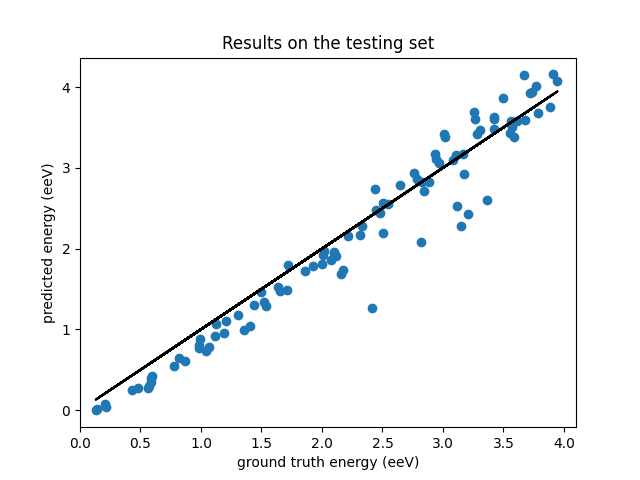 Results on the testing set
predicted energy (eeV)
4
3
2
1
0
0.0 0.5 1.0 1.5 2.0 2.5 3.0 3.5 4.0
ground truth energy (eeV)